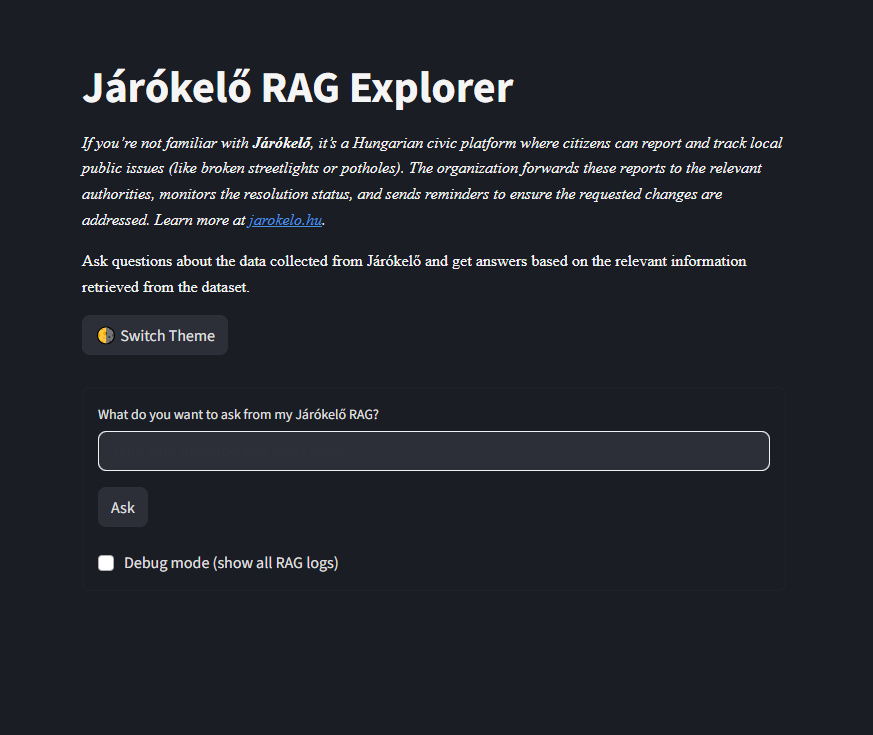 Járókelő RAG Explorer
If you’re not familiar with Járókelő, it’s a Hungarian civic platform where citizens can report and track local
public issues (like broken streetlights or potholes). The organization forwards these reports to the relevant
authorities, monitors the resolution status, and sends reminders to ensure the requested changes are
addressed. Learn more at jarokelo.hu.
Ask questions about the data collected from Járókelő and get answers based on the relevant information
retrieved from the dataset.
Switch Theme
What do you want to ask from my Járókelő RAG?
Ask
Debug mode (show all RAG logs)